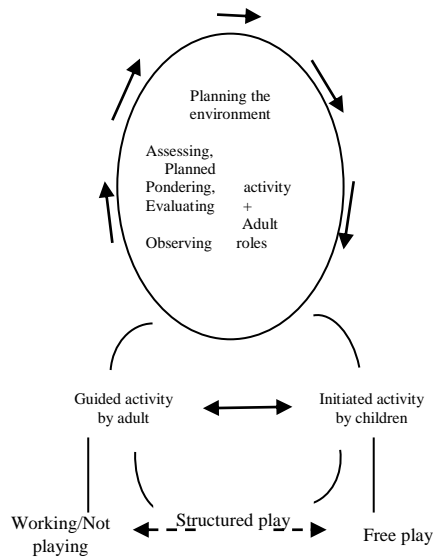 Planning the
environment
Assessing,
Planned
Pondering, activity
Evaluating +
Adult
Observing roles
Guided activity
by adult
Initiated activity
by children
Working/Not
playing
Structured play
Free play